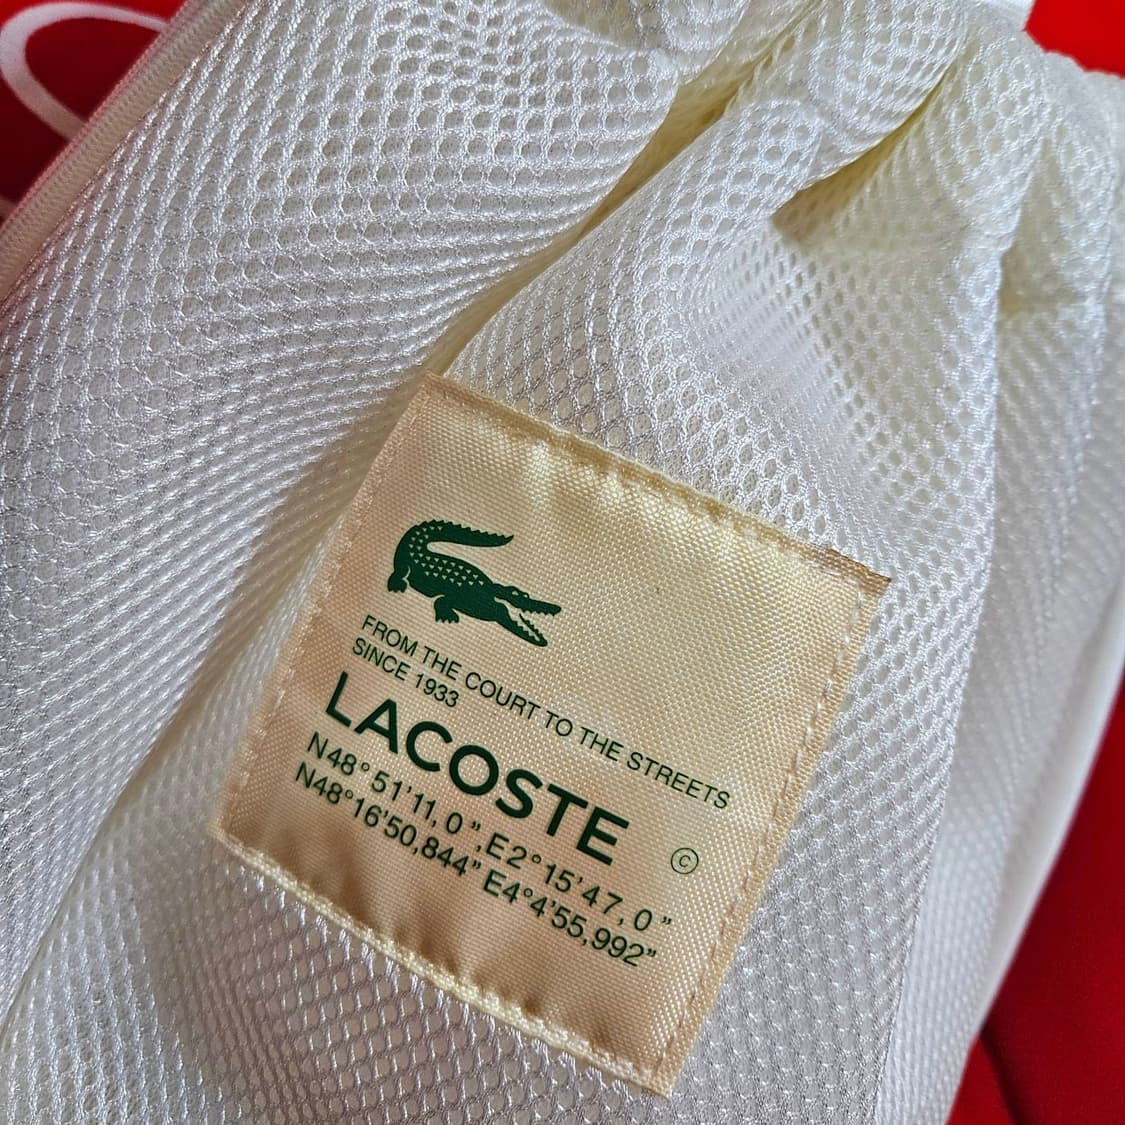 FROM THE COURT TO THE STREETS
SINCE 1933
LACOSTE ©
N48°51'11,0",E2°15'47,0"
N48°16'50,844" E4°4'55,992"